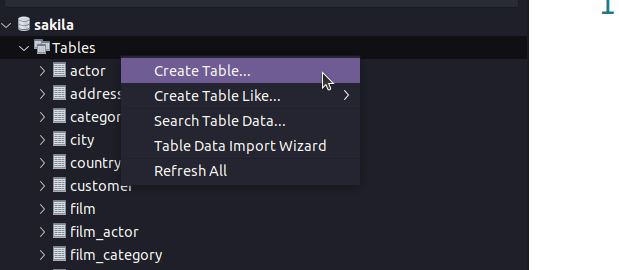 1
sakila
Tables
actor
address
categor
city
country
customer
film
film_actor
film_category
Create Table...
Create Table Like...
Search Table Data...
Table Data Import Wizard
Refresh All